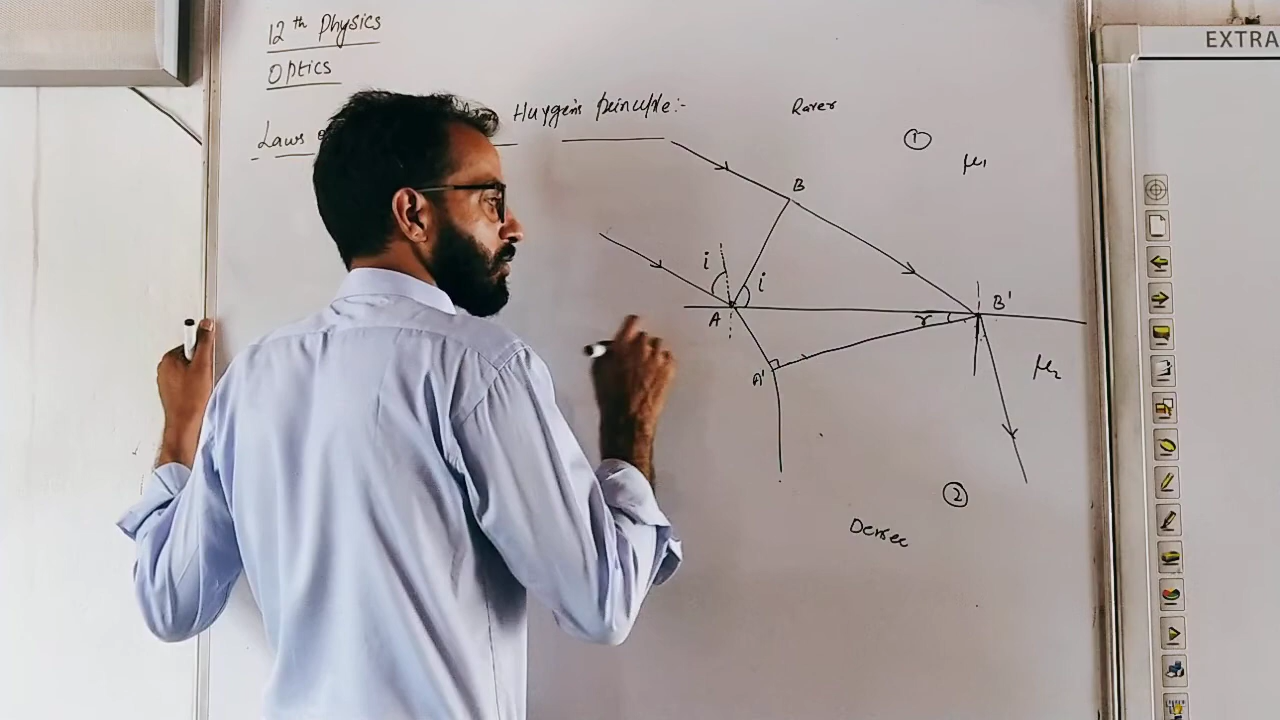 12th Physics
Optics
Laws
Huygens principle:-
Rarer
1
μ1
B
i
i
A
r
B'
A'
μ2
2
Denser
EXTRA